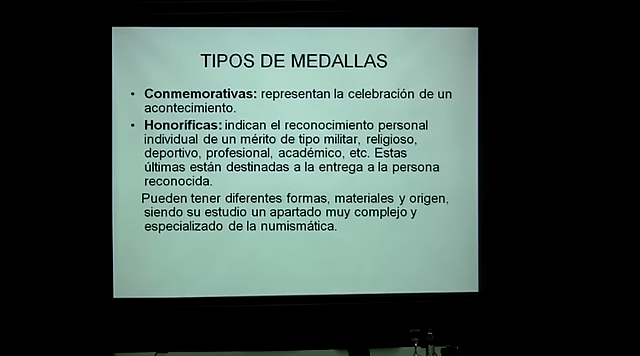 TIPOS DE MEDALLAS
• Conmemorativas: representan la celebración de un
acontecimiento.
• Honoríficas: indican el reconocimiento personal
individual de un mérito de tipo militar, religioso,
deportivo, profesional, académico, etc. Estas
últimas están destinadas a la entrega a la persona
reconocida.
Pueden tener diferentes formas, materiales y origen,
siendo su estudio un apartado muy complejo y
especializado de la numismática.